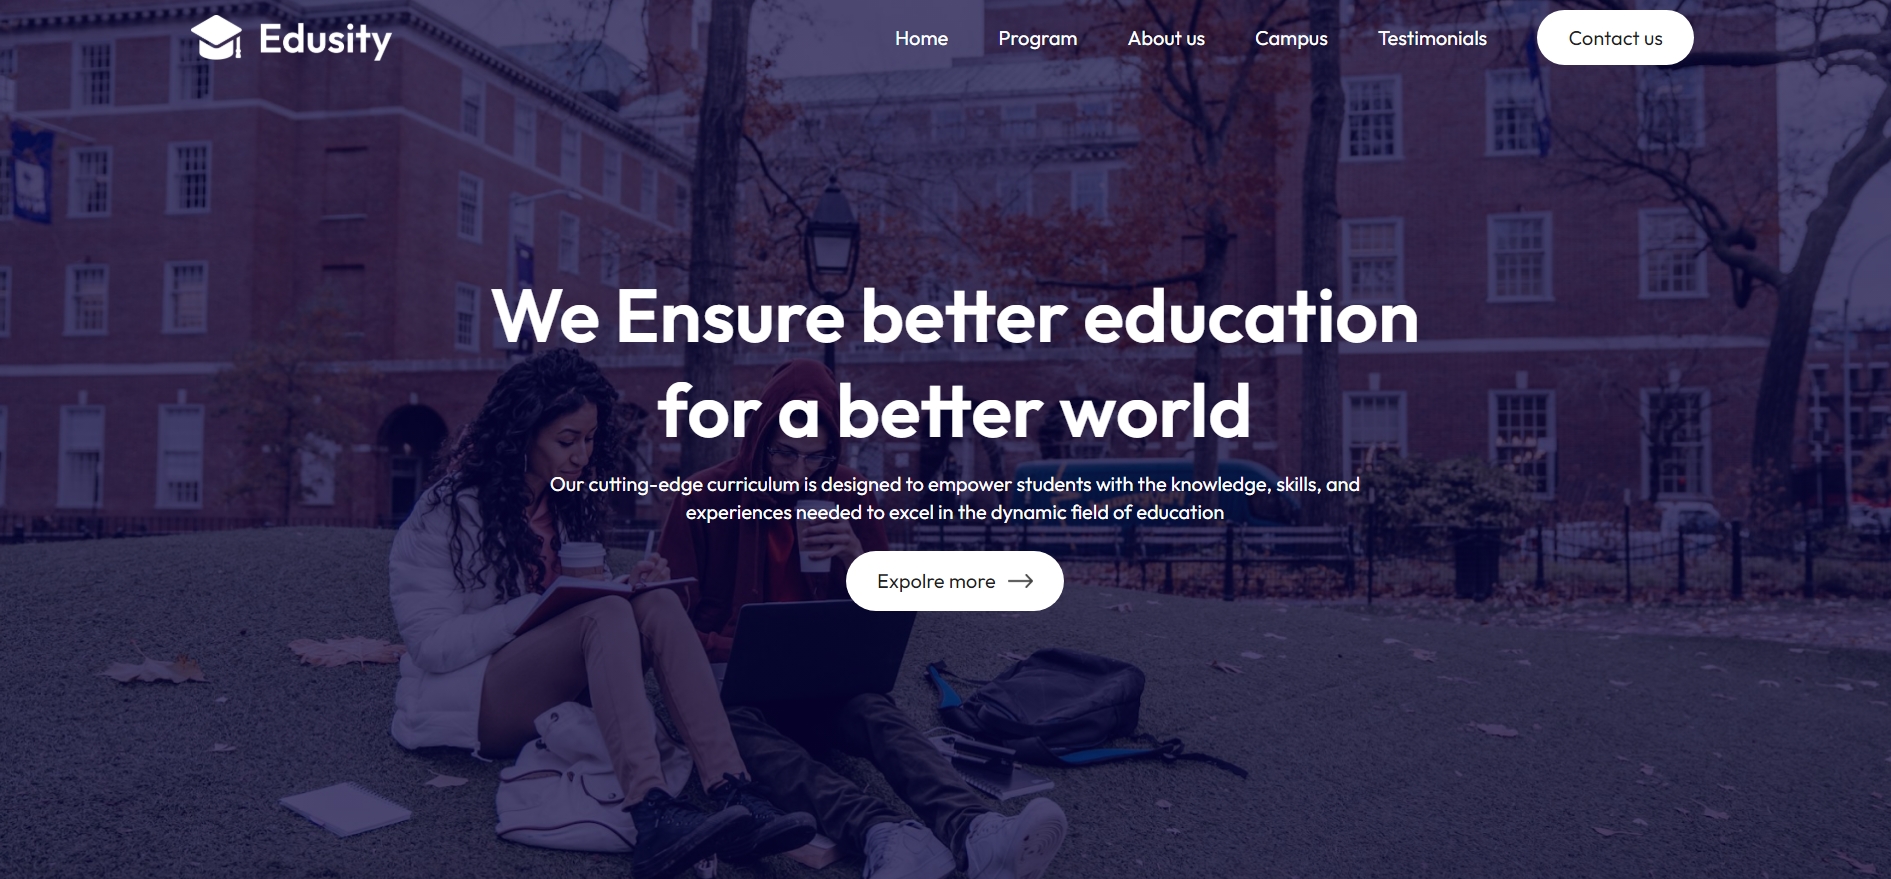 Edusity
Home Program About us Campus Testimonials Contact us
We Ensure better education
for a better world
Our cutting-edge curriculum is designed to empower students with the knowledge, skills, and
experiences needed to excel in the dynamic field of education
Expolre more